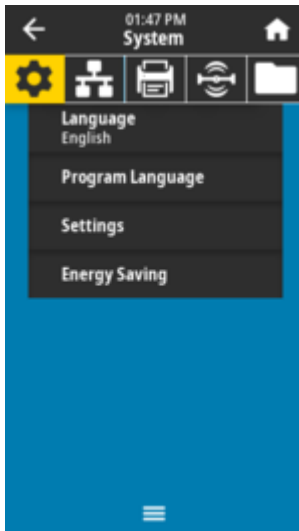 01:47 PM
System
Language
English
Program Language
Settings
Energy Saving